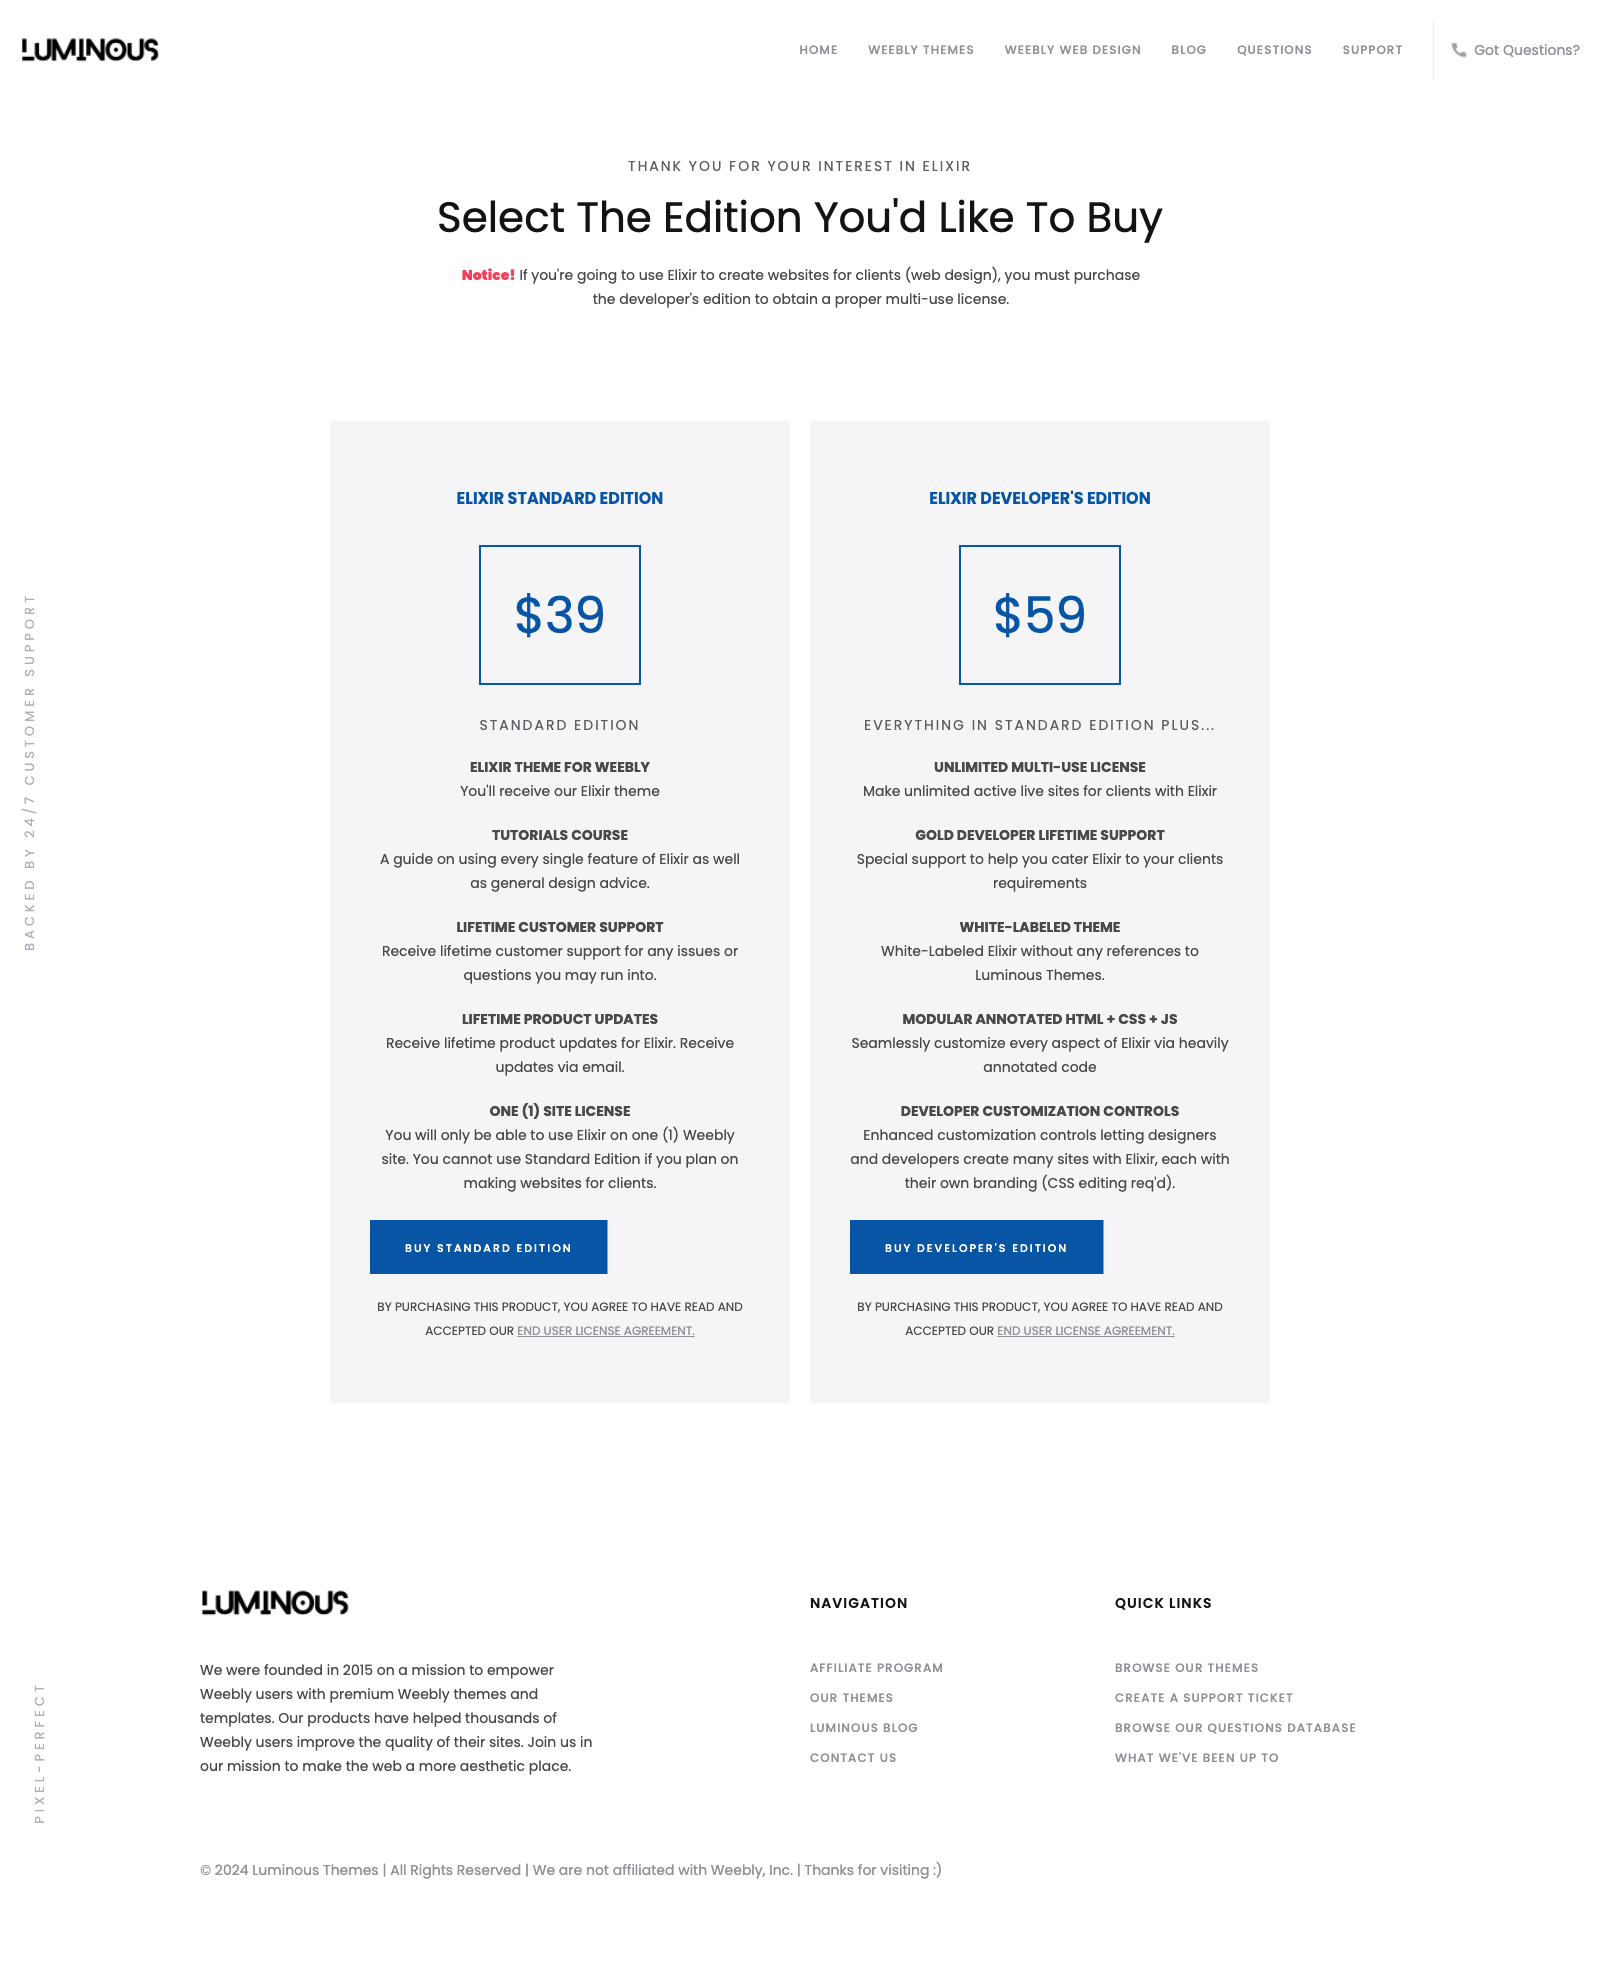 LUMINOUS
HOME
WEEBLY THEMES
WEEBLY WEB DESIGN
BLOG
QUESTIONS
SUPPORT
Got Questions?
THANK YOU FOR YOUR INTEREST IN ELIXIR
Select The Edition You'd Like To Buy
Notice! If you're going to use Elixir to create websites for clients (web design), you must purchase
the developer's edition to obtain a proper multi-use license.
BACKED BY 24/7 CUSTOMER SUPPORT
ELIXIR STANDARD EDITION
$39
STANDARD EDITION
ELIXIR THEME FOR WEEBLY
You'll receive our Elixir theme
TUTORIALS COURSE
A guide on using every single feature of Elixir as well
as general design advice.
LIFETIME CUSTOMER SUPPORT
Receive lifetime customer support for any issues or
questions you may run into.
LIFETIME PRODUCT UPDATES
Receive lifetime product updates for Elixir. Receive
updates via email.
ONE (1) SITE LICENSE
You will only be able to use Elixir on one (1) Weebly
site. You cannot use Standard Edition if you plan on
making websites for clients.
BUY STANDARD EDITION
BY PURCHASING THIS PRODUCT, YOU AGREE TO HAVE READ AND
ACCEPTED OUR END USER LICENSE AGREEMENT.
ELIXIR DEVELOPER'S EDITION
$59
EVERYTHING IN STANDARD EDITION PLUS...
UNLIMITED MULTI-USE LICENSE
Make unlimited active live sites for clients with Elixir
GOLD DEVELOPER LIFETIME SUPPORT
Special support to help you cater Elixir to your clients
requirements
WHITE-LABELED THEME
White-Labeled Elixir without any references to
Luminous Themes.
MODULAR ANNOTATED HTML + CSS + JS
Seamlessly customize every aspect of Elixir via heavily
annotated code
DEVELOPER CUSTOMIZATION CONTROLS
Enhanced customization controls letting designers
and developers create many sites with Elixir, each with
their own branding (CSS editing req'd).
BUY DEVELOPER'S EDITION
BY PURCHASING THIS PRODUCT, YOU AGREE TO HAVE READ AND
ACCEPTED OUR END USER LICENSE AGREEMENT.
PIXEL-PERFECT
LUMINOUS
We were founded in 2015 on a mission to empower
Weebly users with premium Weebly themes and
templates. Our products have helped thousands of
Weebly users improve the quality of their sites. Join us in
our mission to make the web a more aesthetic place.
NAVIGATION
AFFILIATE PROGRAM
OUR THEMES
LUMINOUS BLOG
CONTACT US
QUICK LINKS
BROWSE OUR THEMES
CREATE A SUPPORT TICKET
BROWSE OUR QUESTIONS DATABASE
WHAT WE'VE BEEN UP TO
© 2024 Luminous Themes | All Rights Reserved | We are not affiliated with Weebly, Inc. | Thanks for visiting :)